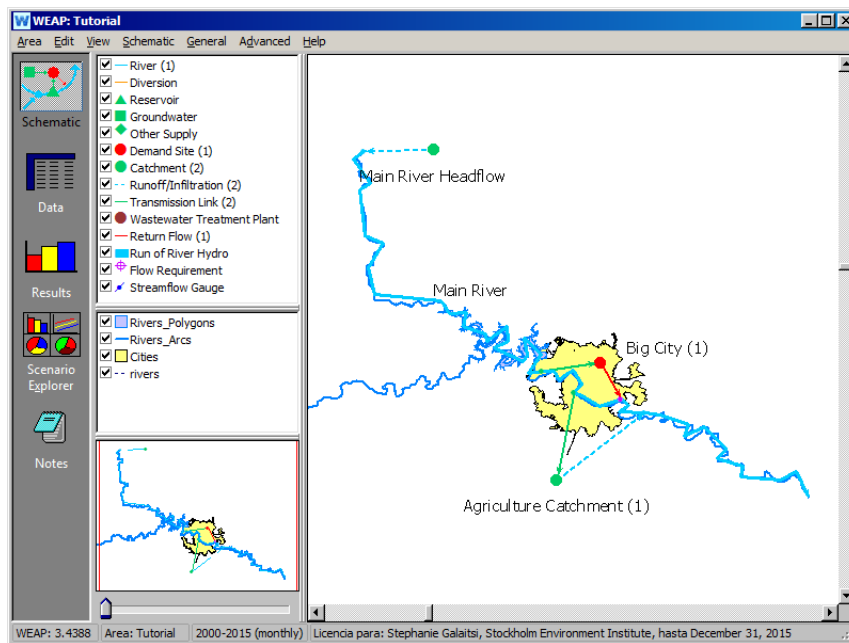 WEAP: Tutorial
Area Edit View Schematic General Advanced Help
Schematic
Data
Results
Scenario
Explorer
Notes
River (1)
Diversion
Reservoir
Groundwater
Other Supply
Demand Site (1)
Catchment (2)
Runoff/Infiltration (2)
Transmission Link (2)
Wastewater Treatment Plant
Return Flow (1)
Run of River Hydro
Flow Requirement
Streamflow Gauge
Rivers_Polygons
Rivers_Arcs
Cities
rivers
Main River Headflow
Main River
Big City (1)
Agriculture Catchment (1)
WEAP: 3.4388 Area: Tutorial 2000-2015 (monthly) Licencia para: Stephanie Galaitsi, Stockholm Environment Institute, hasta December 31, 2015